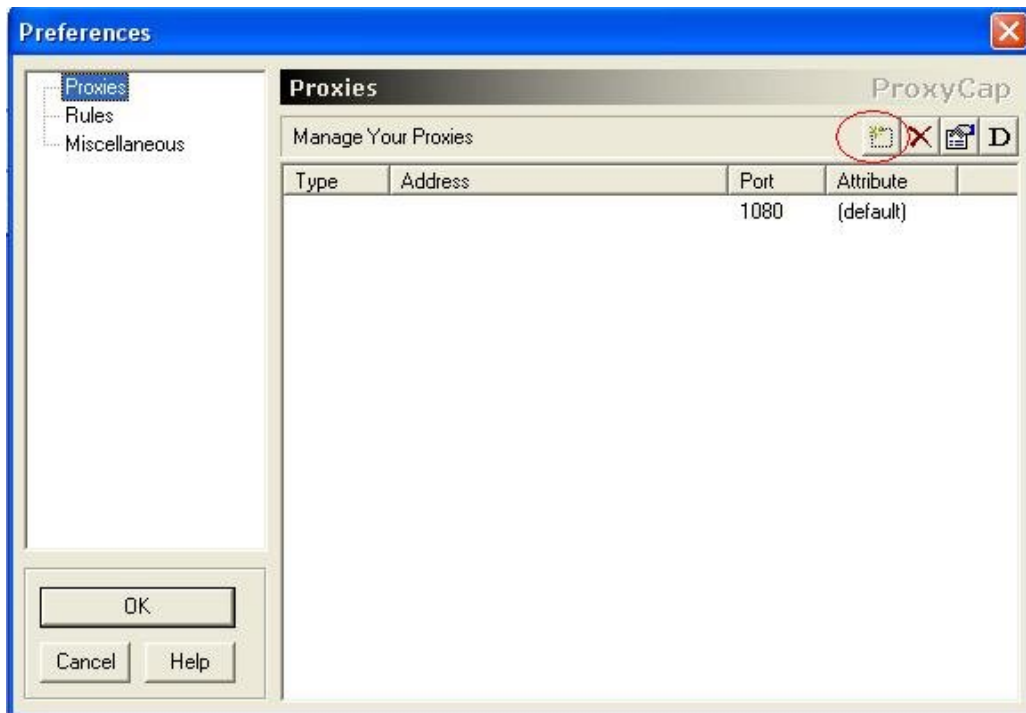 Preferences
Proxies
Rules
Miscellaneous
Proxies ProxyCap
Manage Your Proxies D
Type Address Port Attribute
1080 (default)
OK
Cancel Help